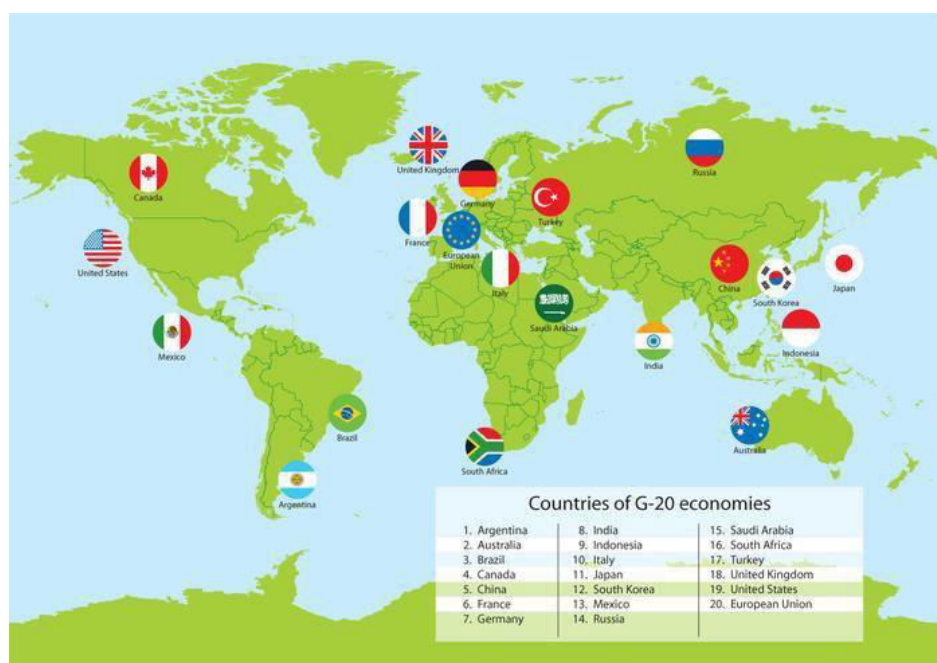 United Kingdom
Canada
Russia
Germany
Turkey
France
European
Union
United States
Italy
China
South Korea
Japan
Saudi Arabia
Mexico
India
Indonesia
Brazil
Australia
South Africa
Argentina
Countries of G-20 economies
1. Argentina
2. Australia
3. Brazil
4. Canada
5. China
6. France
7. Germany
8. India
9. Indonesia
10. Italy
11. Japan
12. South Korea
13. Mexico
14. Russia
15. Saudi Arabia
16. South Africa
17. Turkey
18. United Kingdom
19. United States
20. European Union